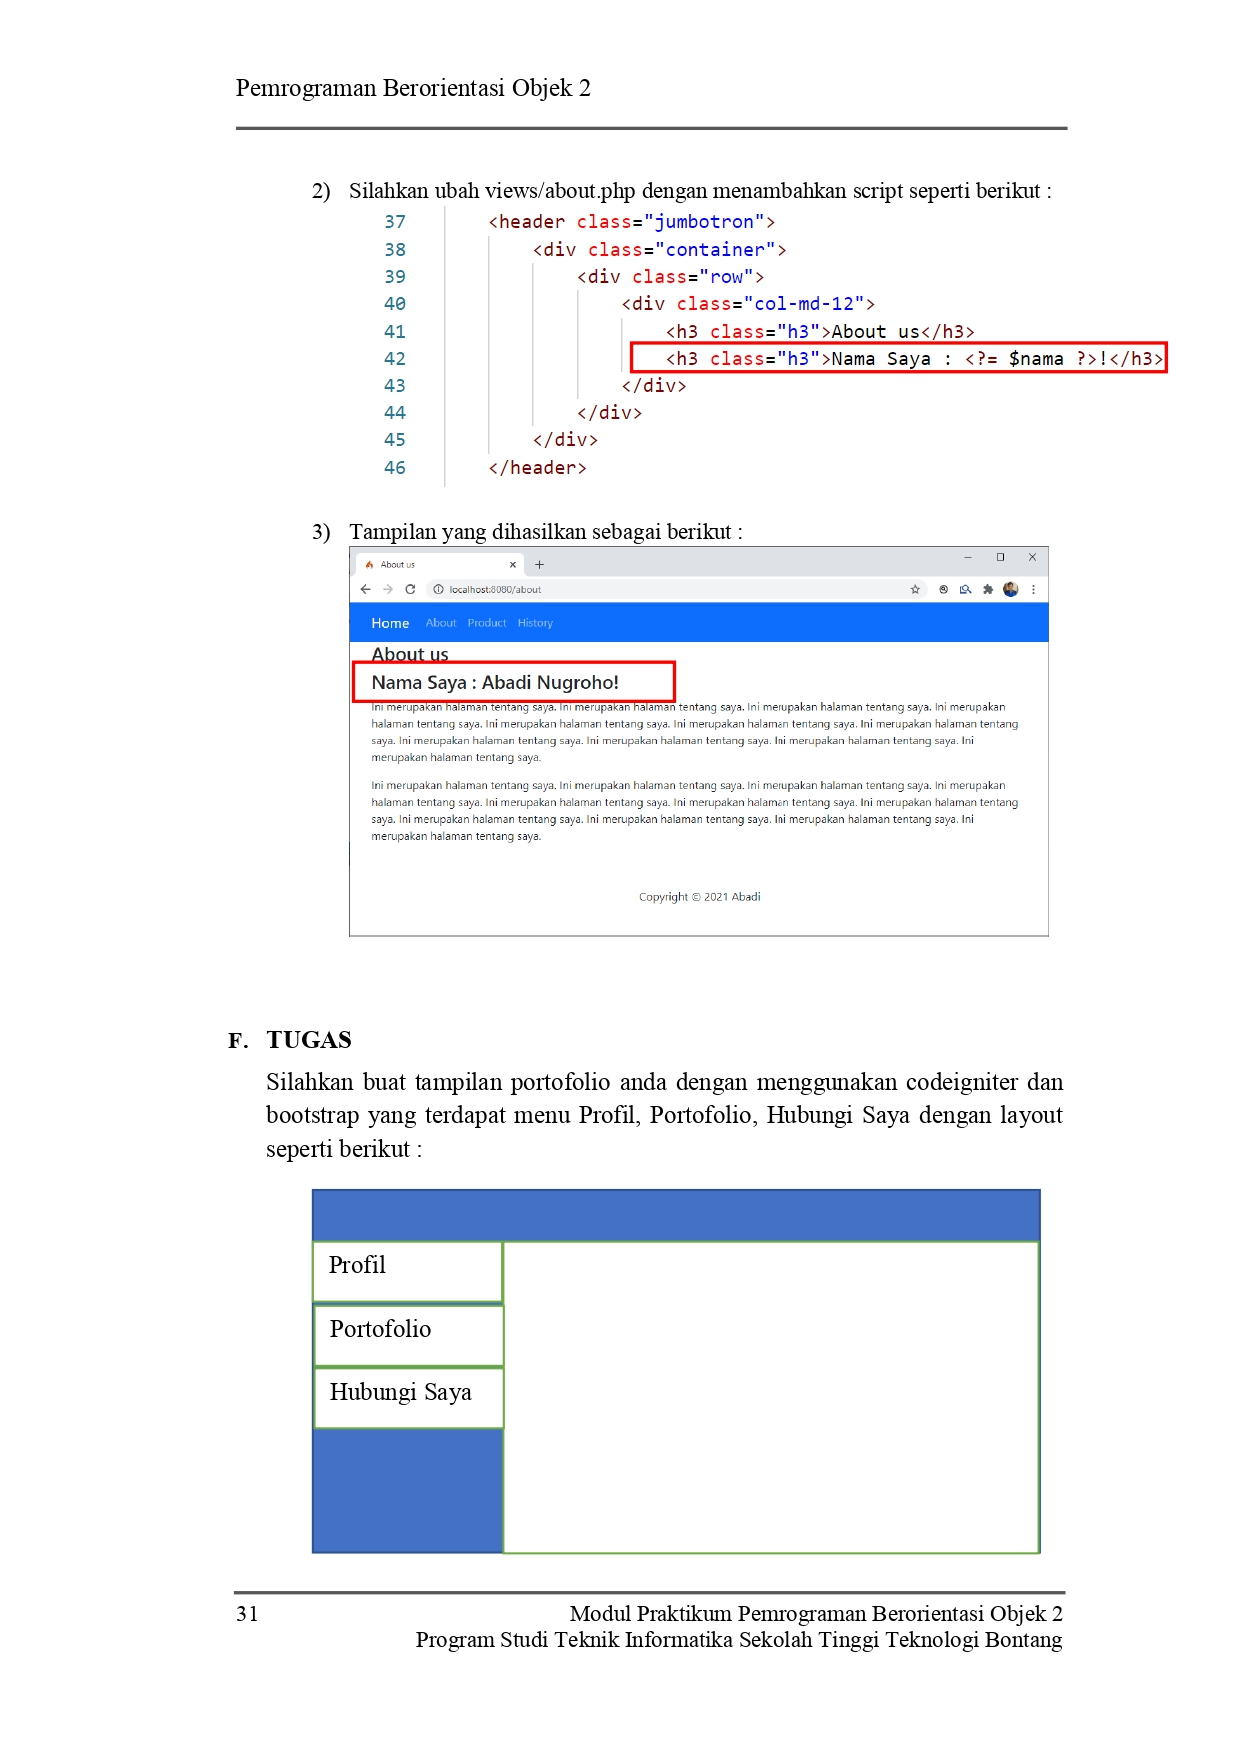 Pemrograman Berorientasi Objek 2
2) Silahkan ubah views/about.php dengan menambahkan script seperti berikut :
37 <header class="jumbotron">
38 <div class="container">
39 <div class="row">
40 <div class="col-md-12">
41 <h3 class="h3">About us</h3>
42 <h3 class="h3">Nama Saya : <?= $nama ?>!</h3>
43 </div>
44 </div>
45 </div>
46 </header>
3) Tampilan yang dihasilkan sebagai berikut :
About us
localhost:8080/about
Home About Product History
About us
Nama Saya : Abadi Nugroho!
Ini merupakan halaman tentang saya. Ini merupakan halaman tentang saya. Ini merupakan halaman tentang saya. Ini merupakan
halaman tentang saya. Ini merupakan halaman tentang saya. Ini merupakan halaman tentang saya. Ini merupakan halaman tentang
saya. Ini merupakan halaman tentang saya. Ini merupakan halaman tentang saya. Ini merupakan halaman tentang saya. Ini
merupakan halaman tentang saya.
Ini merupakan halaman tentang saya. Ini merupakan halaman tentang saya. Ini merupakan halaman tentang saya. Ini merupakan
halaman tentang saya. Ini merupakan halaman tentang saya. Ini merupakan halaman tentang saya. Ini merupakan halaman tentang
saya. Ini merupakan halaman tentang saya. Ini merupakan halaman tentang saya. Ini merupakan halaman tentang saya. Ini
merupakan halaman tentang saya.
Copyright © 2021 Abadi
F. TUGAS
Silahkan buat tampilan portofolio anda dengan menggunakan codeigniter dan
bootstrap yang terdapat menu Profil, Portofolio, Hubungi Saya dengan layout
seperti berikut :
Profil
Portofolio
Hubungi Saya
31 Modul Praktikum Pemrograman Berorientasi Objek 2
Program Studi Teknik Informatika Sekolah Tinggi Teknologi Bontang